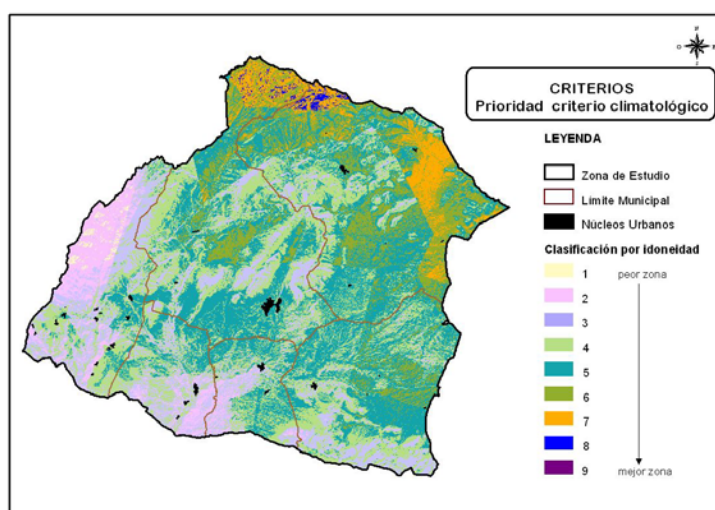 N
O
E
S
CRITERIOS
Prioridad criterio climatológico
LEYENDA
Zona de Estudio
Límite Municipal
Núcleos Urbanos
Clasificación por idoneidad
1 peor zona
2
3
4
5
6
7
8
9 mejor zona